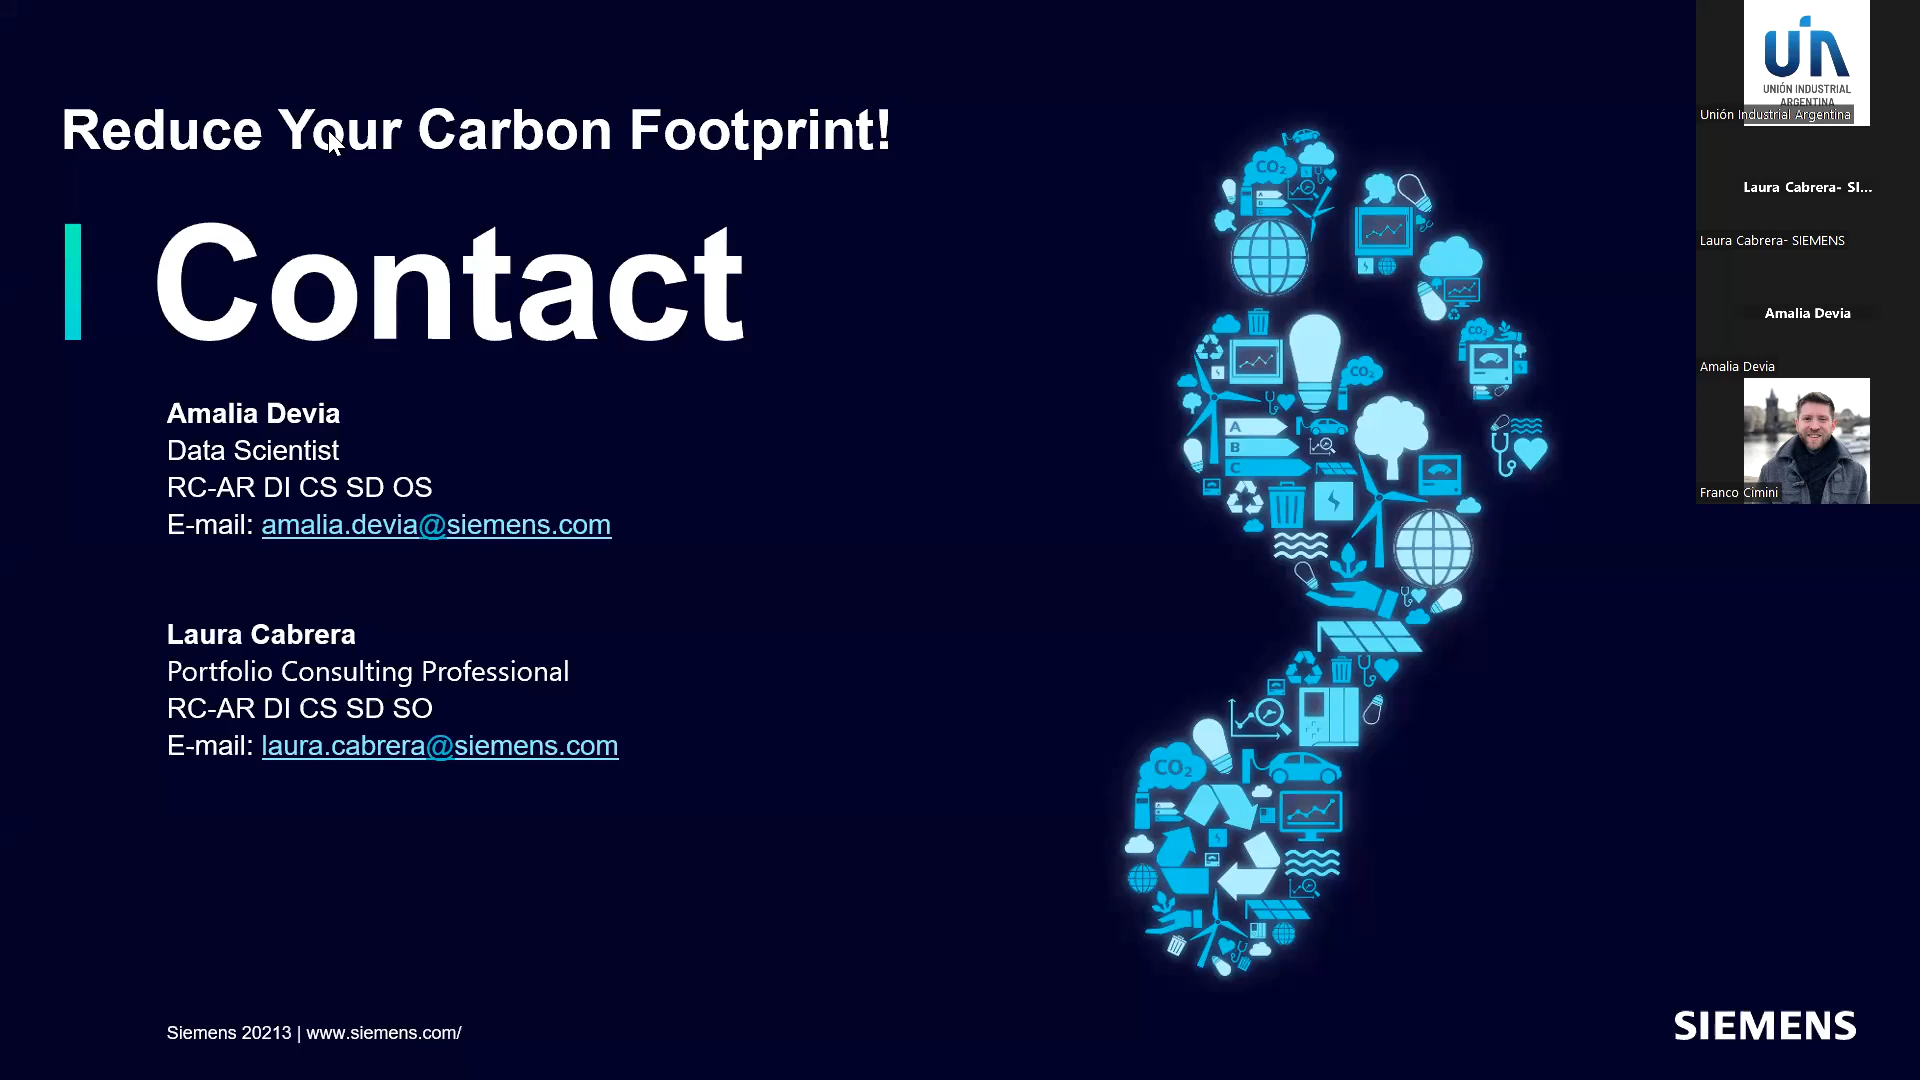 Reduce Your Carbon Footprint!
Contact
Amalia Devia
Data Scientist
RC-AR DI CS SD OS
E-mail: amalia.devia@siemens.com
Laura Cabrera
Portfolio Consulting Professional
RC-AR DI CS SD SO
E-mail: laura.cabrera@siemens.com
Siemens 20213 | www.siemens.com/
SIEMENS
CO₂
CO₂
CO₂
A
B
C
CO₂
UIA
UNIÓN INDUSTRIAL
ARGENTINA
Unión Industrial Argentina
Laura Cabrera- SI...
Laura Cabrera- SIEMENS
Amalia Devia
Amalia Devia
Franco Cimini